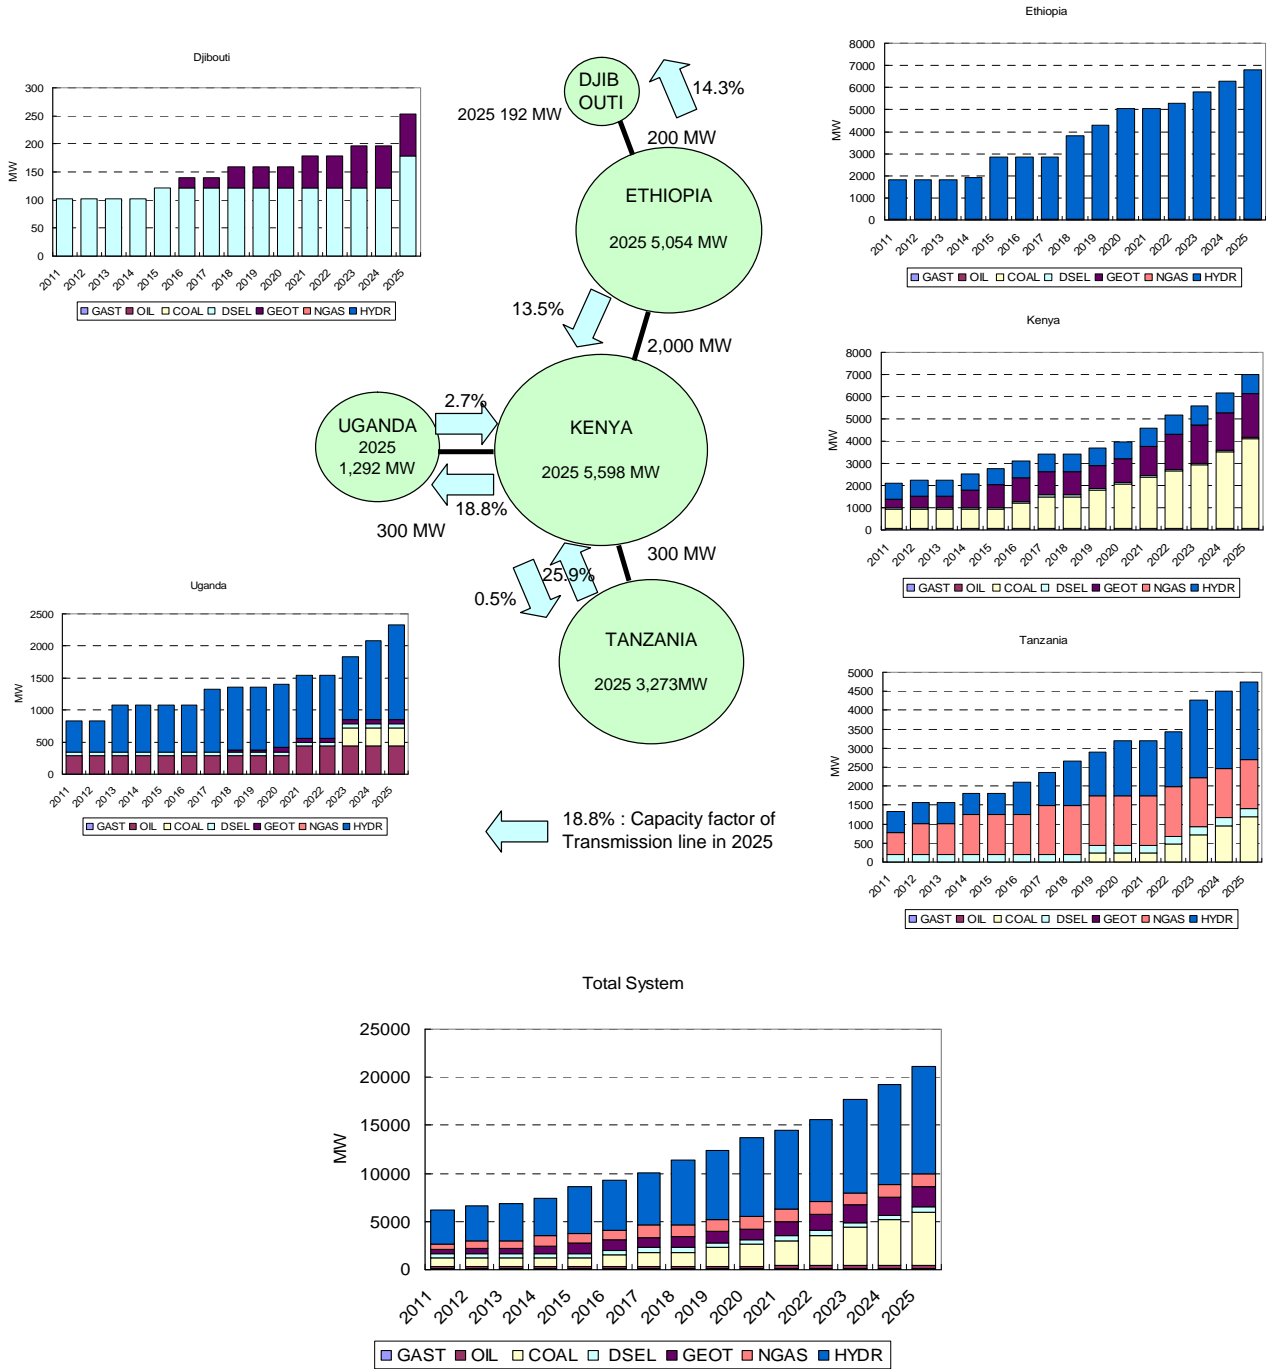 Djibouti
300
250
200
150
100
50
0
MW
2011 2012 2013 2014 2015 2016 2017 2018 2019 2020 2021 2022 2023 2024 2025
GAST OIL COAL DSEL GEOT NGAS HYDR
DJIB
OUTI
14.3%
2025 192 MW
200 MW
ETHIOPIA
2025 5,054 MW
13.5%
2,000 MW
UGANDA
2025
1,292 MW
2.7%
KENYA
2025 5,598 MW
18.8%
300 MW
300 MW
25.9%
0.5%
TANZANIA
2025 3,273MW
18.8% : Capacity factor of
Transmission line in 2025
Ethiopia
8000
7000
6000
5000
4000
3000
2000
1000
0
MW
2011 2012 2013 2014 2015 2016 2017 2018 2019 2020 2021 2022 2023 2024 2025
GAST OIL COAL DSEL GEOT NGAS HYDR
Kenya
8000
7000
6000
5000
4000
3000
2000
1000
0
MW
2011 2012 2013 2014 2015 2016 2017 2018 2019 2020 2021 2022 2023 2024 2025
GAST OIL COAL DSEL GEOT NGAS HYDR
Uganda
2500
2000
1500
1000
500
0
MW
2011 2012 2013 2014 2015 2016 2017 2018 2019 2020 2021 2022 2023 2024 2025
GAST OIL COAL DSEL GEOT NGAS HYDR
Tanzania
5000
4500
4000
3500
3000
2500
2000
1500
1000
500
0
MW
2011 2012 2013 2014 2015 2016 2017 2018 2019 2020 2021 2022 2023 2024 2025
GAST OIL COAL DSEL GEOT NGAS HYDR
Total System
25000
20000
15000
10000
5000
0
MW
2011 2012 2013 2014 2015 2016 2017 2018 2019 2020 2021 2022 2023 2024 2025
GAST OIL COAL DSEL GEOT NGAS HYDR